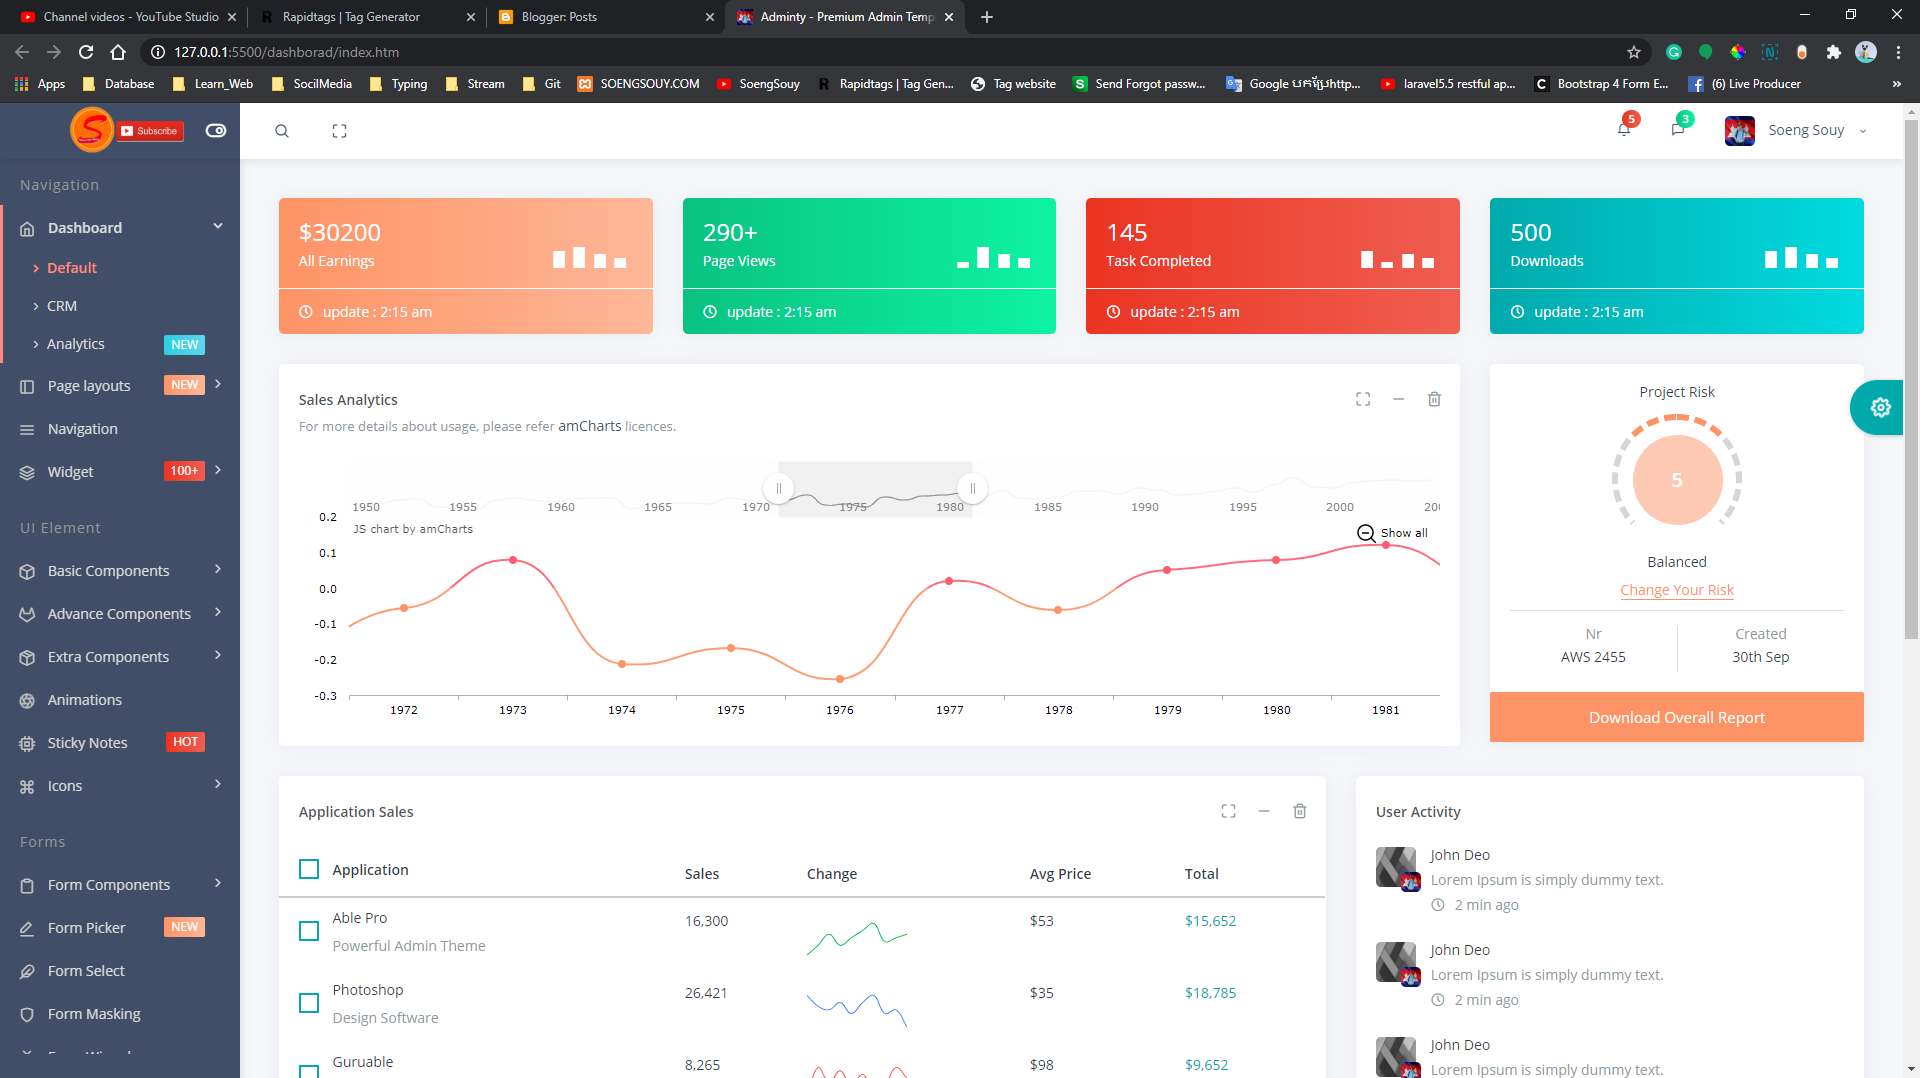 Channel videos - YouTube Studio
Rapidtags | Tag Generator
Blogger: Posts
Adminty - Premium Admin Temp
127.0.0.1:5500/dashborad/index.htm
Apps
Database
Learn_Web
SocilMedia
Typing
Stream
Git
SOENGSOUY.COM
SoengSouy
Rapidtags | Tag Gen...
Tag website
Send Forgot passw...
Google
laravel5.5 restful ap...
Bootstrap 4 Form E...
(6) Live Producer
»
S
Subscribe
5
3
Soeng Souy
Navigation
Dashboard
Default
CRM
Analytics NEW
Page layouts NEW
Navigation
Widget 100+
UI Element
Basic Components
Advance Components
Extra Components
Animations
Sticky Notes HOT
Icons
Forms
Form Components
Form Picker NEW
Form Select
Form Masking
$30200
All Earnings
update : 2:15 am
290+
Page Views
update : 2:15 am
145
Task Completed
update : 2:15 am
500
Downloads
update : 2:15 am
Sales Analytics
For more details about usage, please refer amCharts licences.
1950 1955 1960 1965 1970 1975 1980 1985 1990 1995 2000
JS chart by amCharts
Show all
0.2
0.1
0.0
-0.1
-0.2
-0.3
1972 1973 1974 1975 1976 1977 1978 1979 1980 1981
Project Risk
5
Balanced
Change Your Risk
Nr
AWS 2455
Created
30th Sep
Download Overall Report
Application Sales
Application Sales Change Avg Price Total
Able Pro
Powerful Admin Theme
16,300 $53 $15,652
Photoshop
Design Software
26,421 $35 $18,785
Guruable
8,265 $98 $9,652
User Activity
John Deo
Lorem Ipsum is simply dummy text.
2 min ago
John Deo
Lorem Ipsum is simply dummy text.
2 min ago
John Deo
Lorem Ipsum is simply dummy text.